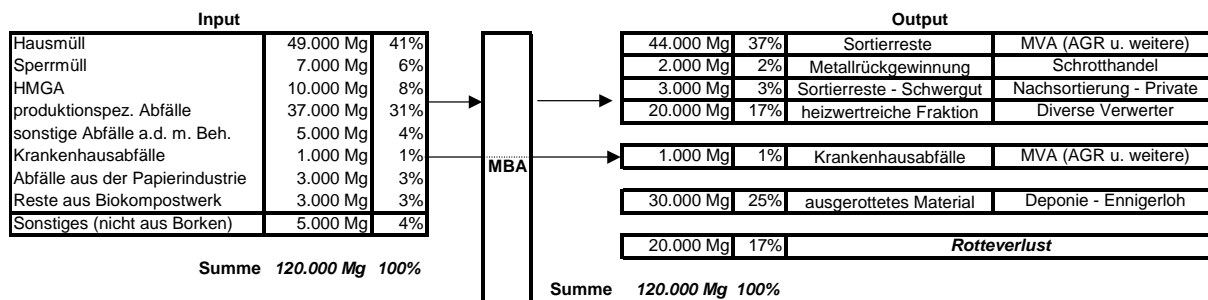 Input
Hausmüll 49.000 Mg 41%
Sperrmüll 7.000 Mg 6%
HMGA 10.000 Mg 8%
produktionspez. Abfälle 37.000 Mg 31%
sonstige Abfälle a.d. m. Beh. 5.000 Mg 4%
Krankenhausabfälle 1.000 Mg 1%
Abfälle aus der Papierindustrie 3.000 Mg 3%
Reste aus Biokompostwerk 3.000 Mg 3%
Sonstiges (nicht aus Borken) 5.000 Mg 4%
Summe 120.000 Mg 100%
MBA
Output
44.000 Mg 37% Sortierreste MVA (AGR u. weitere)
2.000 Mg 2% Metallrückgewinnung Schrotthandel
3.000 Mg 3% Sortierreste - Schwergut Nachsortierung - Private
20.000 Mg 17% heizwertreiche Fraktion Diverse Verwerter
1.000 Mg 1% Krankenhausabfälle MVA (AGR u. weitere)
30.000 Mg 25% ausgerottetes Material Deponie - Ennigerloh
20.000 Mg 17% Rotteverlust
Summe 120.000 Mg 100%